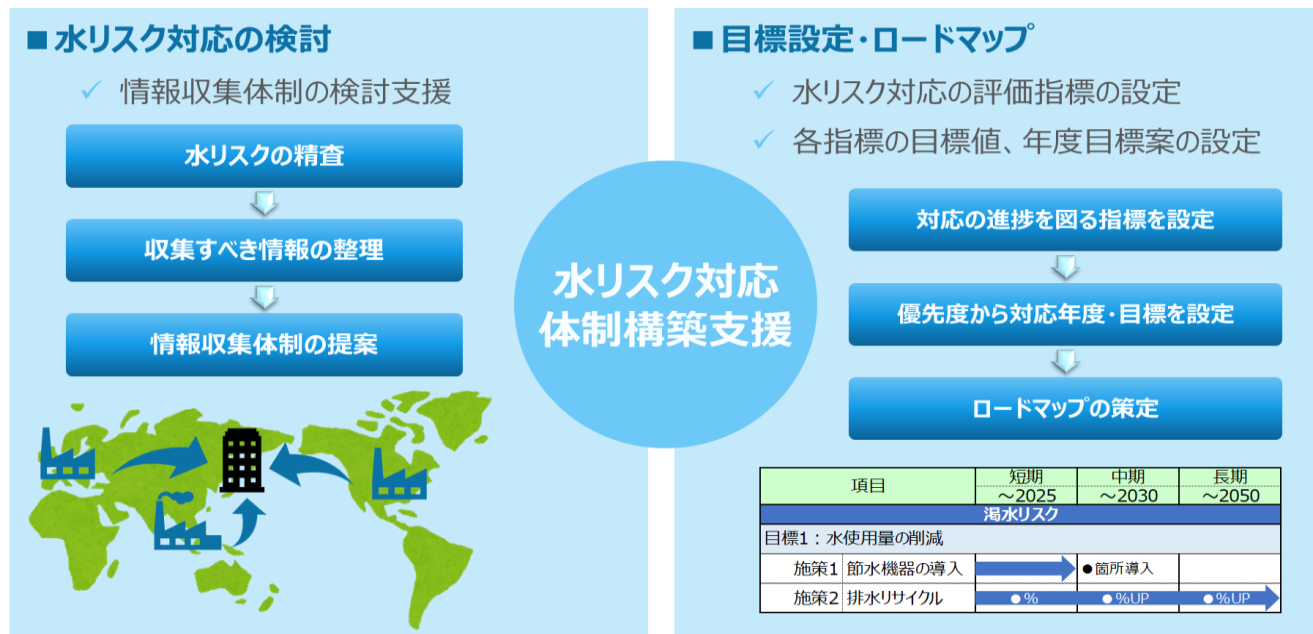 ■水リスク対応の検討
✓ 情報収集体制の検討支援
水リスクの精査
収集すべき情報の整理
情報収集体制の提案
水リスク対応
体制構築支援
■目標設定・ロードマップ
✓ 水リスク対応の評価指標の設定
✓ 各指標の目標値、年度目標案の設定
対応の進捗を図る指標を設定
優先度から対応年度・目標を設定
ロードマップの策定
項目 短期 中期 長期
～2025 ～2030 ～2050
渇水リスク
目標1：水使用量の削減
施策1 節水機器の導入 ●箇所導入
施策2 排水リサイクル ●% ●%UP ●%UP